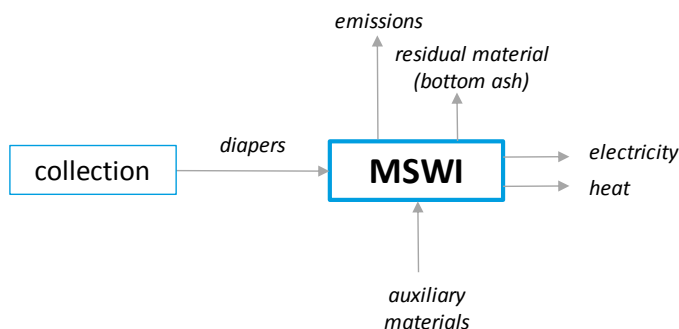 emissions
residual material
(bottom ash)
diapers
collection
MSWI
electricity
heat
auxiliary
materials